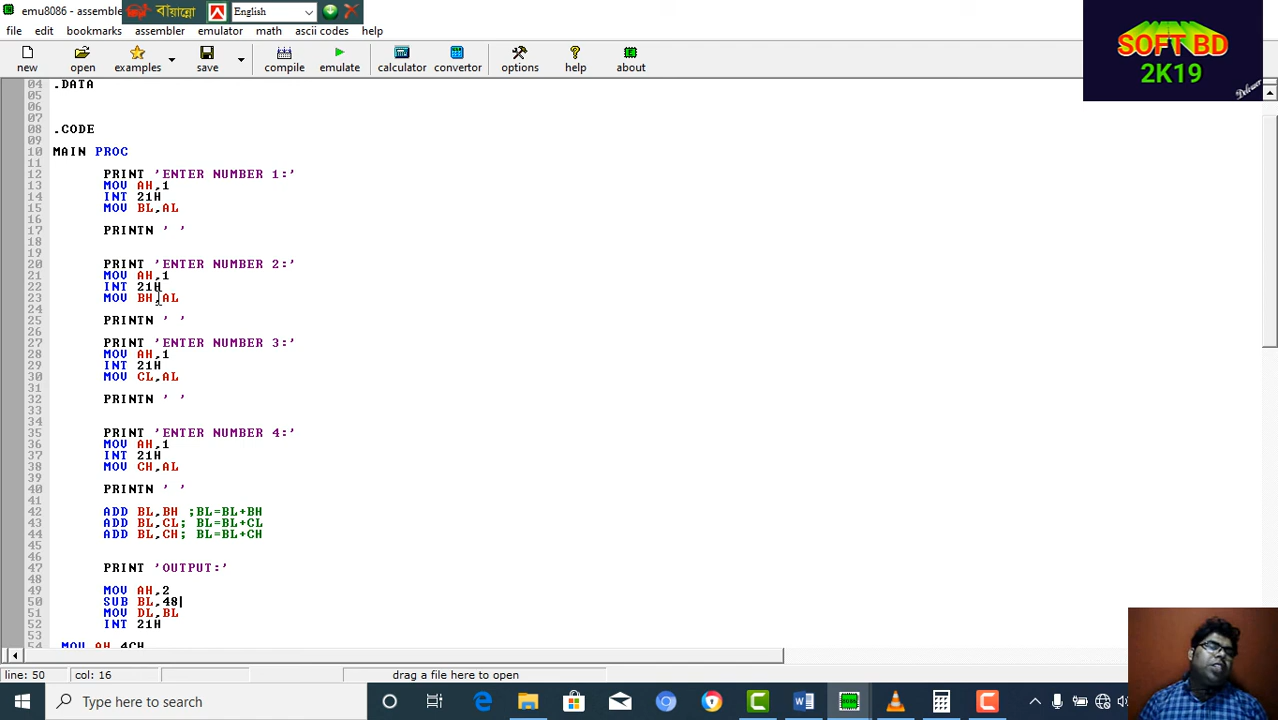 emu8086 - assemble
বায়ান্নো
English
file edit bookmarks assembler emulator math ascii codes help
new open examples save compile emulate calculator convertor options help about
SOFT BD
2K19
Delower
04 .DATA
05
06
07
08 .CODE
09
10 MAIN PROC
11
12 PRINT 'ENTER NUMBER 1:'
13 MOV AH,1
14 INT 21H
15 MOV BL,AL
16
17 PRINTN ' '
18
19
20 PRINT 'ENTER NUMBER 2:'
21 MOV AH,1
22 INT 21H
23 MOV BH,AL
24
25 PRINTN ' '
26
27 PRINT 'ENTER NUMBER 3:'
28 MOV AH,1
29 INT 21H
30 MOV CL,AL
31
32 PRINTN ' '
33
34
35 PRINT 'ENTER NUMBER 4:'
36 MOV AH,1
37 INT 21H
38 MOV CH,AL
39
40 PRINTN ' '
41
42 ADD BL,BH ;BL=BL+BH
43 ADD BL,CL; BL=BL+CL
44 ADD BL,CH; BL=BL+CH
45
46
47 PRINT 'OUTPUT:'
48
49 MOV AH,2
50 SUB BL,48
51 MOV DL,BL
52 INT 21H
53
54 MOV AH 4CH
line: 50 col: 16 drag a file here to open
Type here to search